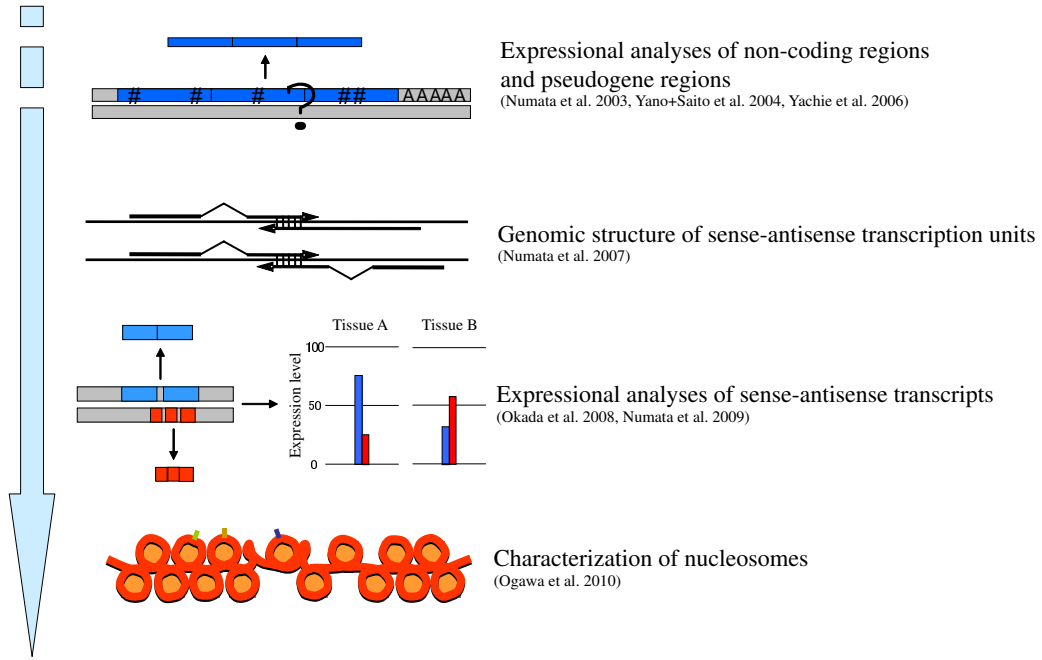 Expressional analyses of non-coding regions
and pseudogene regions
(Numata et al. 2003, Yano+Saito et al. 2004, Yachie et al. 2006)
# # # ? ## AAAAA
Genomic structure of sense-antisense transcription units
(Numata et al. 2007)
Tissue A Tissue B
Expression level
100
50
0
Expressional analyses of sense-antisense transcripts
(Okada et al. 2008, Numata et al. 2009)
Characterization of nucleosomes
(Ogawa et al. 2010)